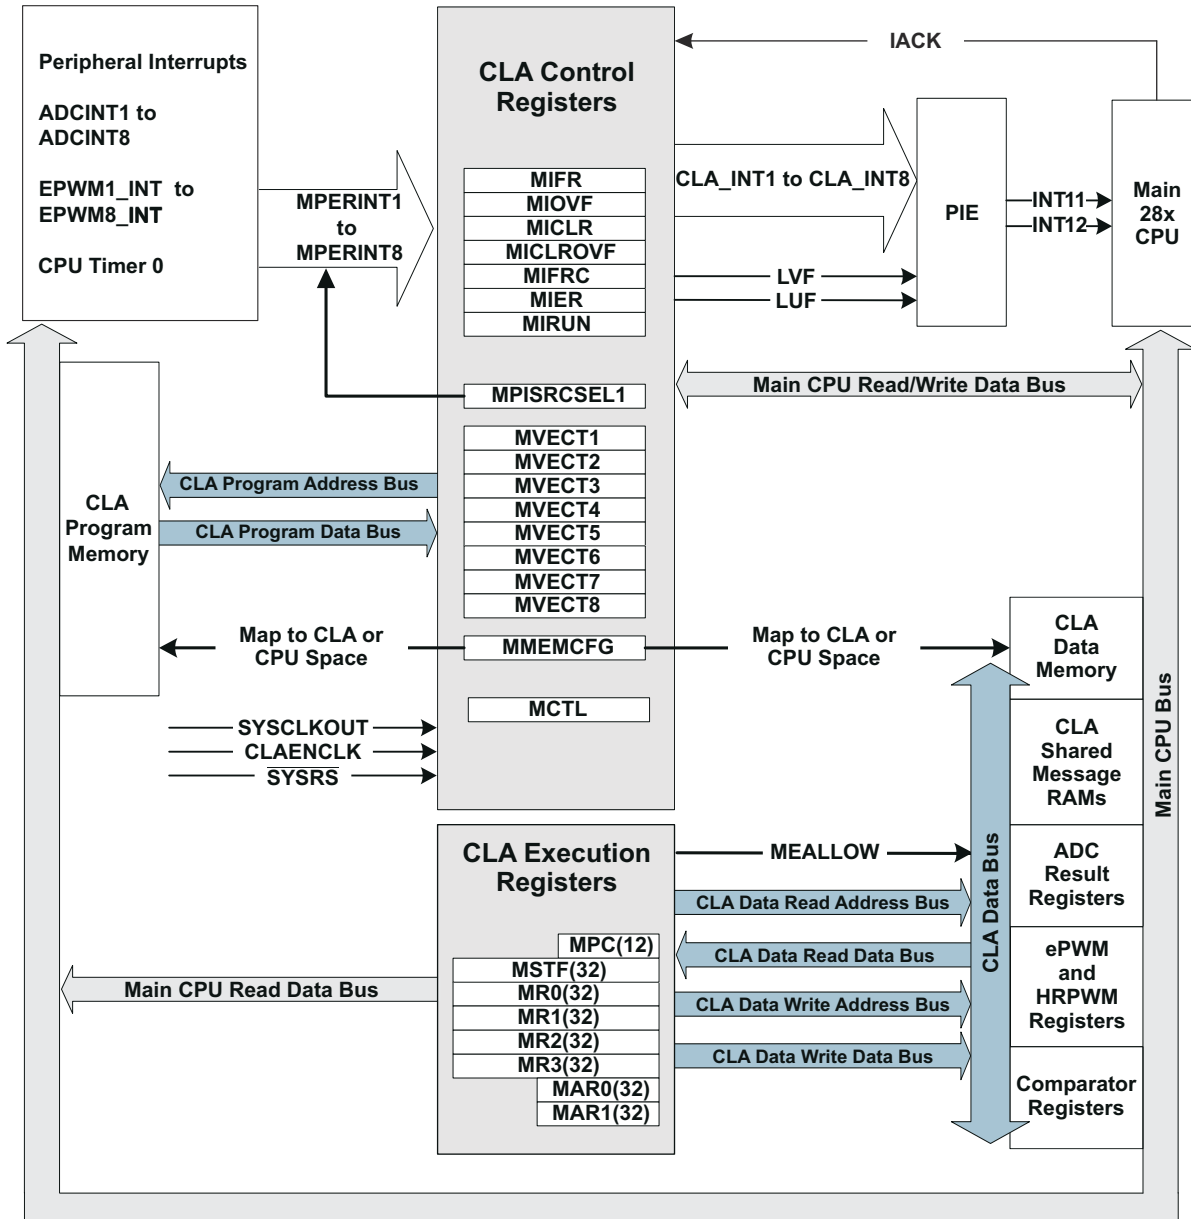 Peripheral Interrupts
ADCINT1 to
ADCINT8
EPWM1_INT to
EPWM8_INT
CPU Timer 0
MPERINT1
to
MPERINT8
CLA Control
Registers
MIFR
MIOVF
MICLR
MICLROVF
MIFRC
MIER
MIRUN
MPISRCSEL1
MVECT1
MVECT2
MVECT3
MVECT4
MVECT5
MVECT6
MVECT7
MVECT8
MMEMCFG
MCTL
IACK
CLA_INT1 to CLA_INT8
LVF
LUF
PIE
INT11
INT12
Main
28x
CPU
Main CPU Read/Write Data Bus
CLA
Program
Memory
CLA Program Address Bus
CLA Program Data Bus
Map to CLA or
CPU Space
Map to CLA or
CPU Space
SYSCLKOUT
CLAENCLK
SYSRS
CLA
Data
Memory
CLA
Shared
Message
RAMs
ADC
Result
Registers
ePWM
and
HRPWM
Registers
Comparator
Registers
Main CPU Bus
CLA Data Bus
CLA Execution
Registers
MPC(12)
MSTF(32)
MR0(32)
MR1(32)
MR2(32)
MR3(32)
MAR0(32)
MAR1(32)
MEALLOW
CLA Data Read Address Bus
CLA Data Read Data Bus
CLA Data Write Address Bus
CLA Data Write Data Bus
Main CPU Read Data Bus